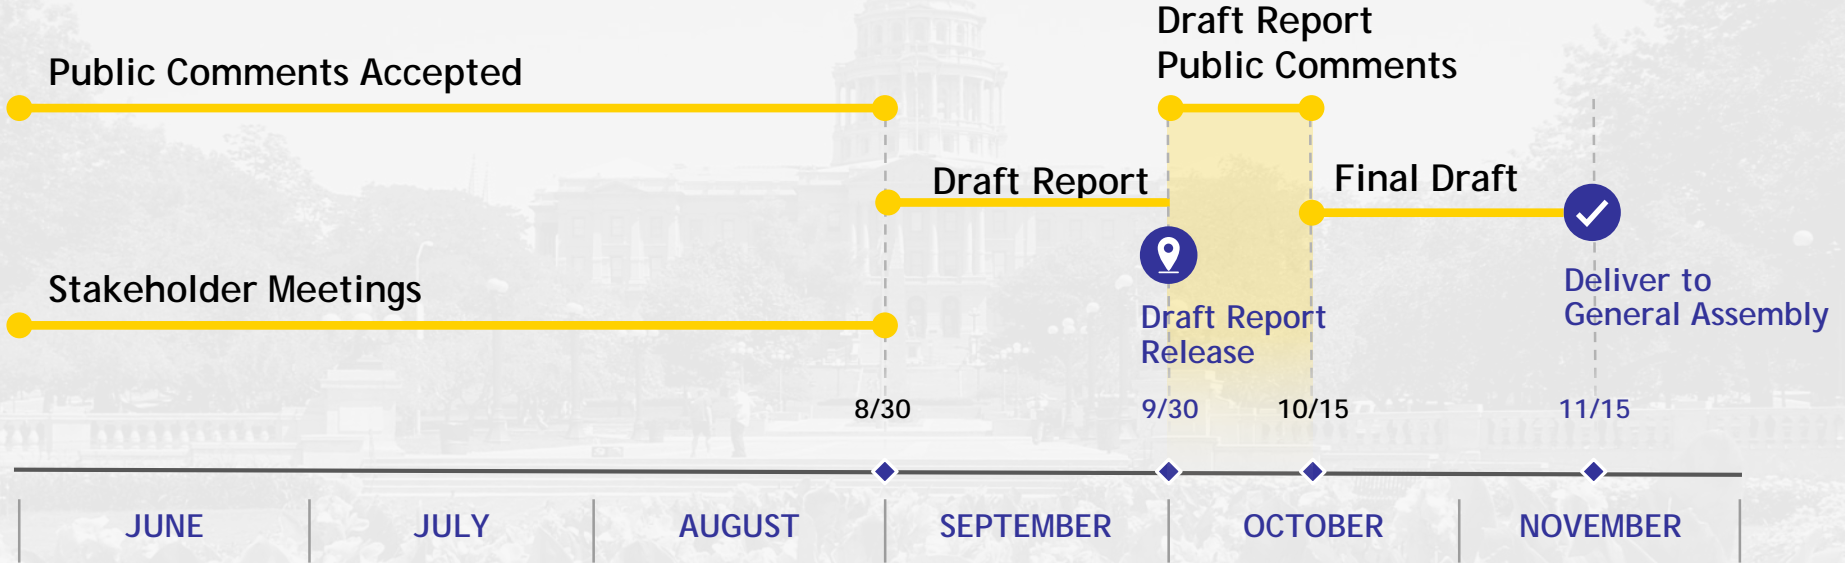 Draft Report
Public Comments
Public Comments Accepted
Draft Report
Final Draft
Stakeholder Meetings
Deliver to
General Assembly
Draft Report
Release
8/30
9/30
10/15
11/15
JUNE
JULY
AUGUST
SEPTEMBER
OCTOBER
NOVEMBER